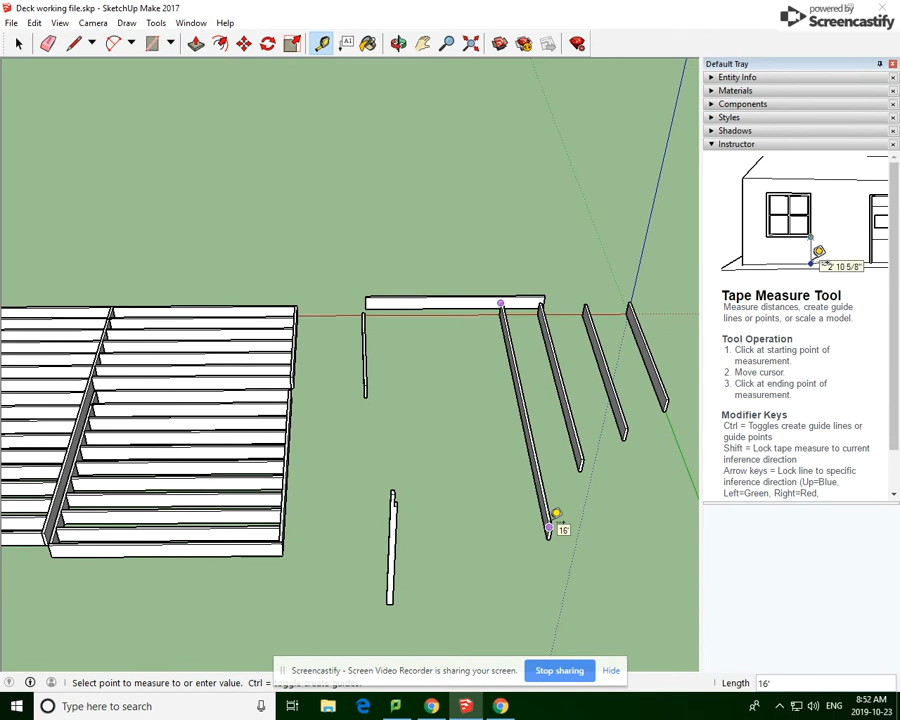 Deck working file.skp - SketchUp Make 2017
powered by
Screencastify
File Edit View Camera Draw Tools Window Help
A1
Default Tray
Entity Info
Materials
Components
Styles
Shadows
Instructor
2' 10 5/8"
Tape Measure Tool
Measure distances, create guide
lines or points, or scale a model.
Tool Operation
1. Click at starting point of
measurement.
2. Move cursor.
3. Click at ending point of
measurement.
Modifier Keys
Ctrl = Toggles create guide lines or
guide points
Shift = Lock tape measure to current
inference direction
Arrow keys = Lock line to specific
inference direction (Up=Blue,
Left=Green, Right=Red,
16'
Screencastify - Screen Video Recorder is sharing your screen.
Stop sharing
Hide
Select point to measure to or enter value. Ctrl =
Length
16'
Type here to search
ENG
8:52 AM
2019-10-23